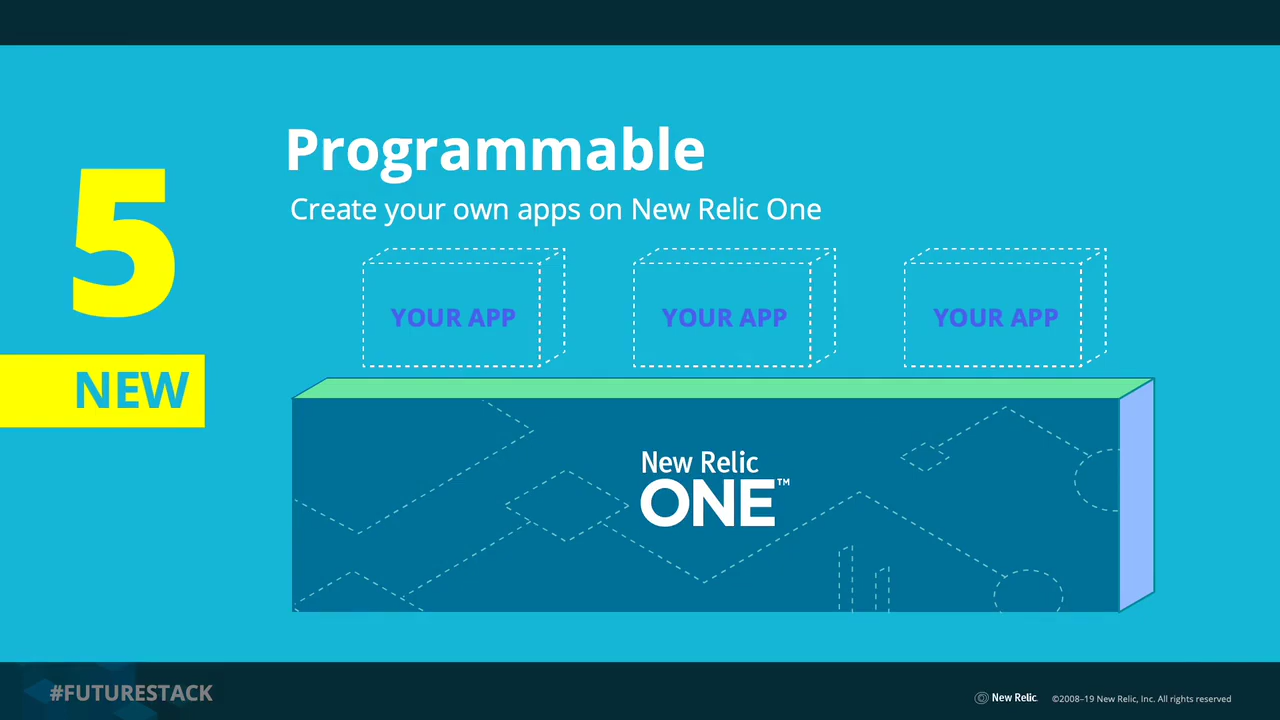 5
NEW
Programmable
Create your own apps on New Relic One
YOUR APP
YOUR APP
YOUR APP
New Relic
ONE™
#FUTURESTACK
New Relic.
©2008–19 New Relic, Inc. All rights reserved